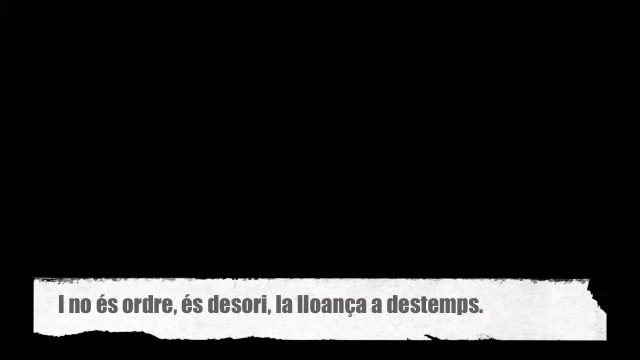 I no és ordre, és desori, la lloança a destemps.